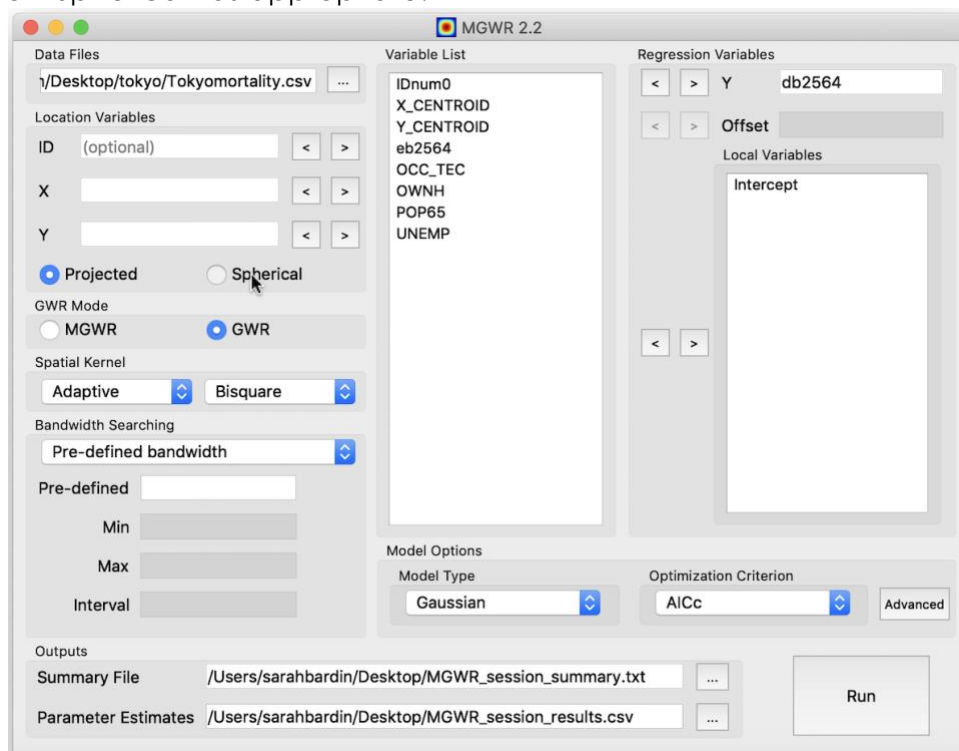 MGWR 2.2
Data Files
ı/Desktop/tokyo/Tokyomortality.csv ...
Location Variables
ID (optional) < >
X < >
Y < >
Projected Spherical
GWR Mode
MGWR GWR
Spatial Kernel
Adaptive Bisquare
Bandwidth Searching
Pre-defined bandwidth
Pre-defined
Min
Max
Interval
Variable List
IDnum0
X_CENTROID
Y_CENTROID
eb2564
OCC_TEC
OWNH
POP65
UNEMP
Regression Variables
< > Y db2564
< > Offset
Local Variables
Intercept
< >
Model Options
Model Type
Gaussian
Optimization Criterion
AICc
Advanced
Outputs
Summary File /Users/sarahbardin/Desktop/MGWR_session_summary.txt ...
Parameter Estimates /Users/sarahbardin/Desktop/MGWR_session_results.csv ...
Run